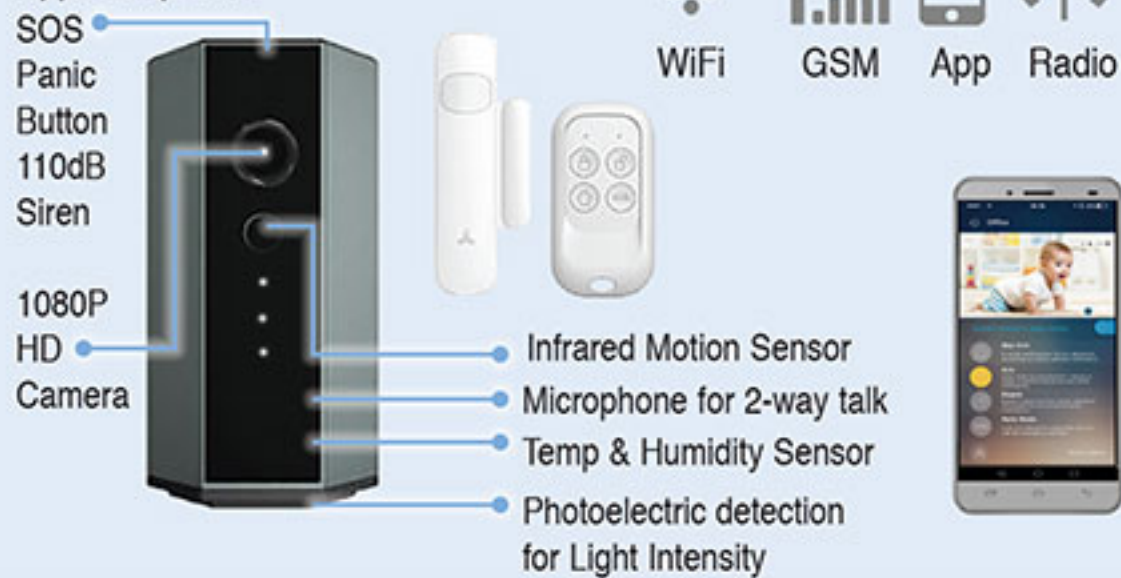 SOS
Panic
Button
110dB
Siren
1080P
HD
Camera
WiFi
GSM
App
Radio
Infrared Motion Sensor
Microphone for 2-way talk
Temp & Humidity Sensor
Photoelectric detection
for Light Intensity